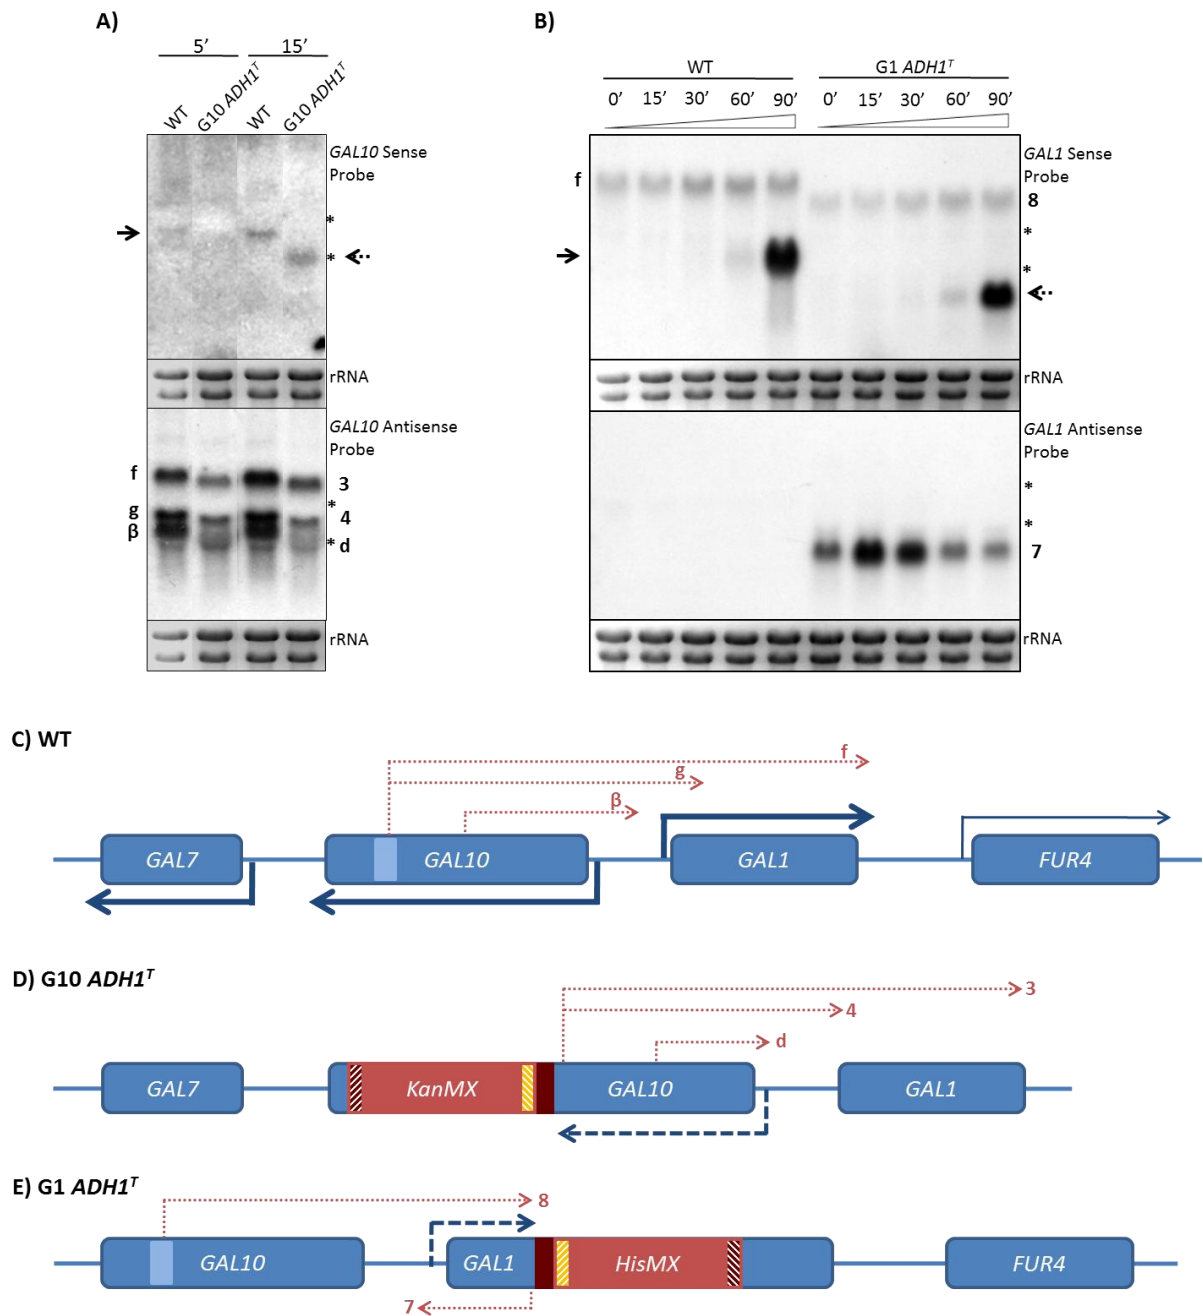 A)
5’ 15’
WT G10 ADH1ᵀ WT G10 ADH1ᵀ
GAL10 Sense
Probe
*
*
rRNA
GAL10 Antisense
Probe
f
3
*
g
4
β
* d
rRNA
B)
WT G1 ADH1ᵀ
0’ 15’ 30’ 60’ 90’ 0’ 15’ 30’ 60’ 90’
GAL1 Sense
Probe
f
8
*
*
rRNA
GAL1 Antisense
Probe
*
*
7
rRNA
C) WT
f
g
β
GAL7 GAL10 GAL1 FUR4
D) G10 ADH1ᵀ
3
4
d
GAL7 KanMX GAL10 GAL1
E) G1 ADH1ᵀ
8
GAL10 GAL1 HisMX FUR4
7